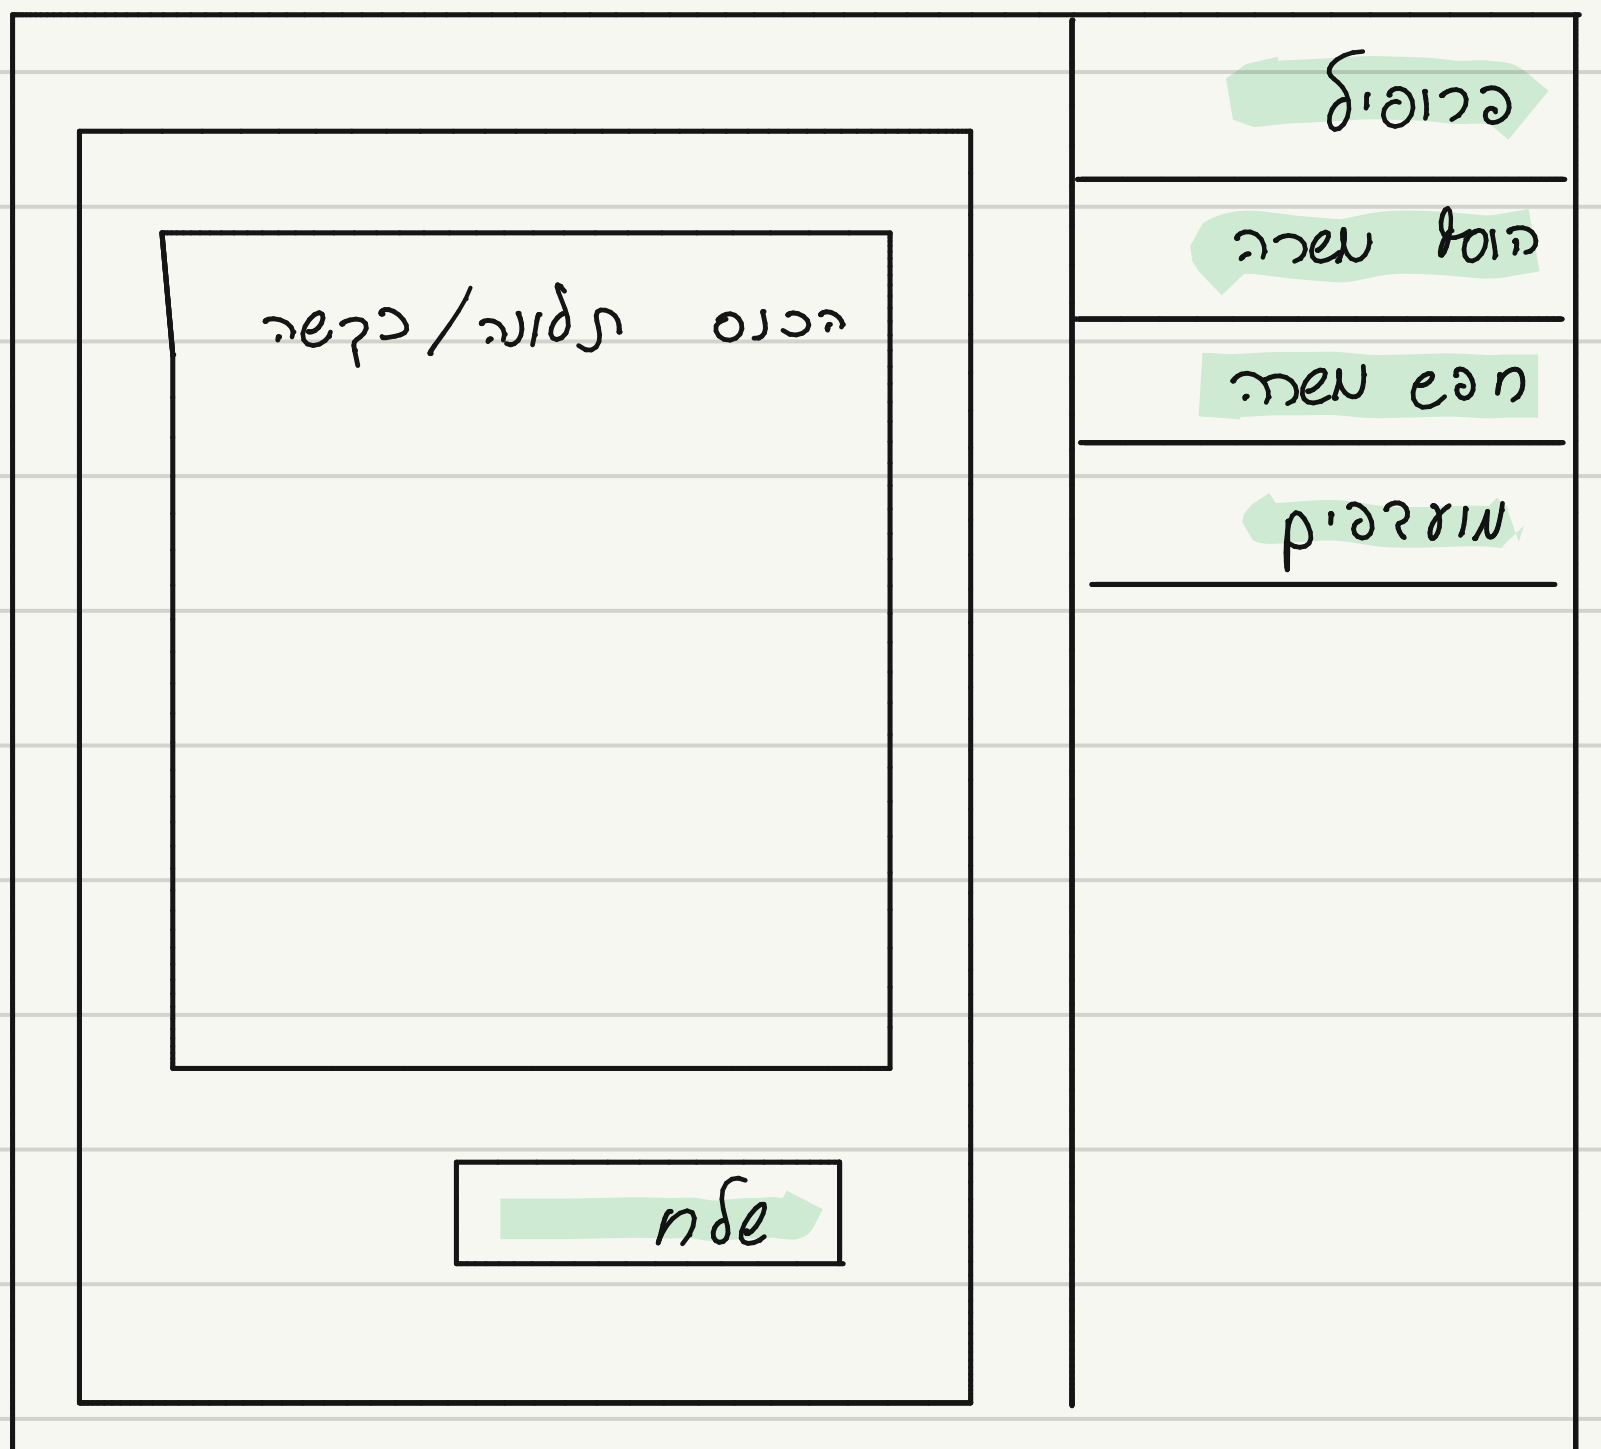 פרופיל
הוסף משרה
חפש משרה
מועדפים
הכנס תלונה/בקשה
שלח